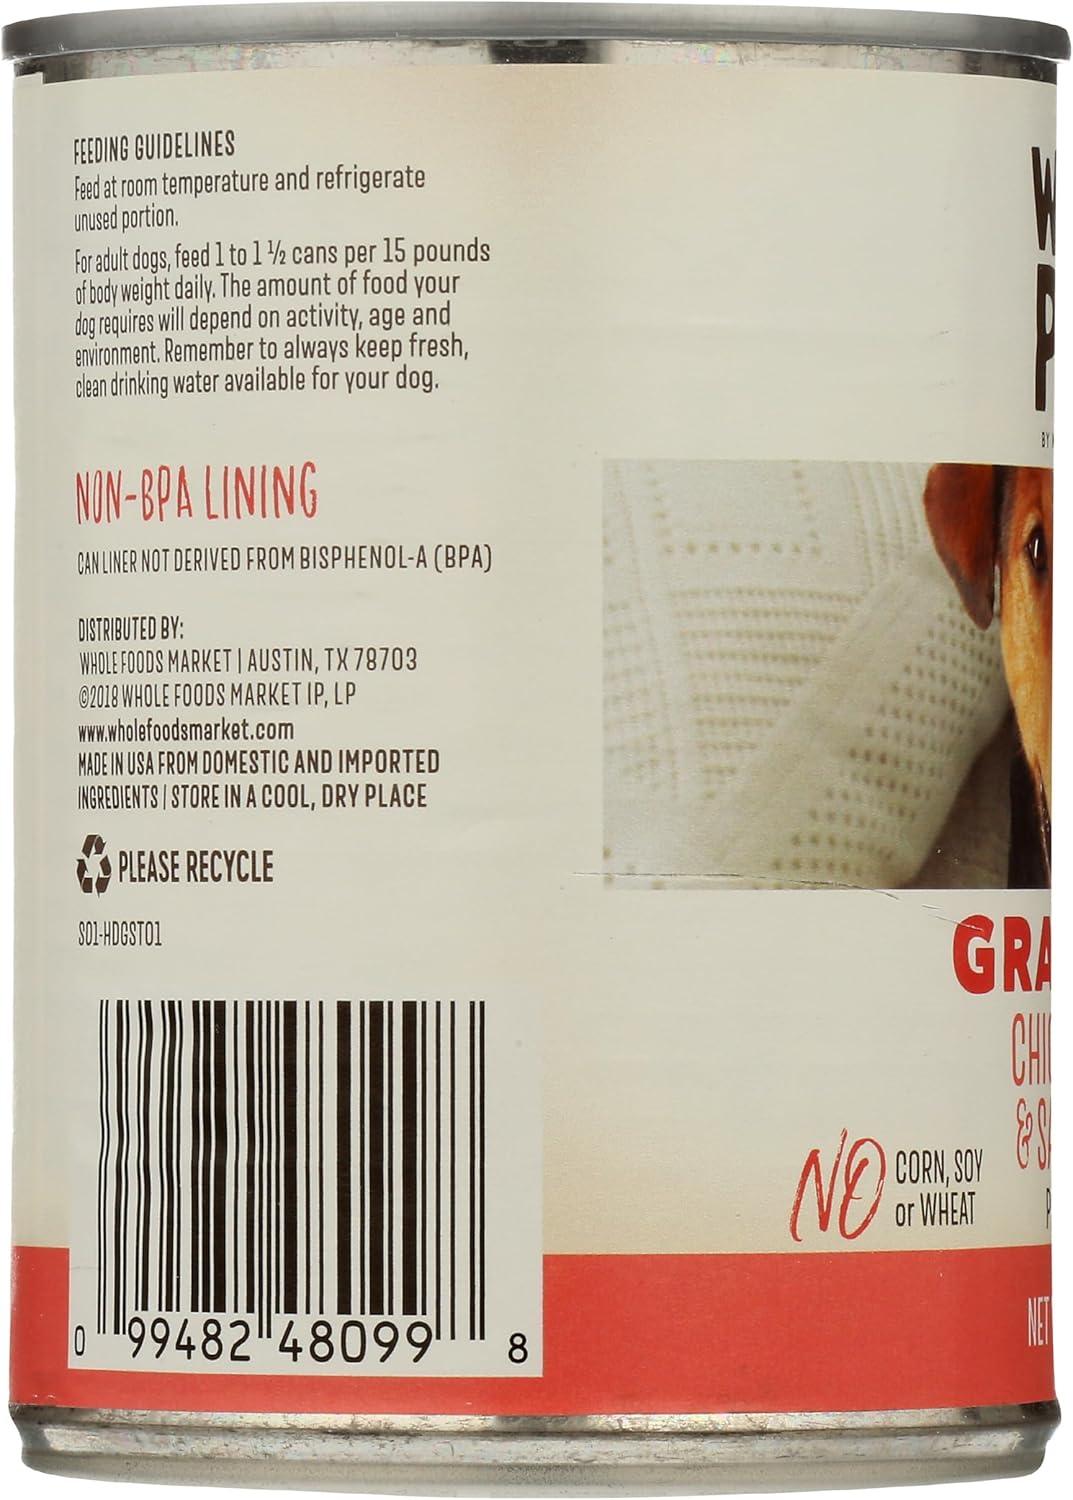 FEEDING GUIDELINES
Feed at room temperature and refrigerate
unused portion.
For adult dogs, feed 1 to 1 ½ cans per 15 pounds
of body weight daily. The amount of food your
dog requires will depend on activity, age and
environment. Remember to always keep fresh,
clean drinking water available for your dog.
NON-BPA LINING
CAN LINER NOT DERIVED FROM BISPHENOL-A (BPA)
DISTRIBUTED BY:
WHOLE FOODS MARKET | AUSTIN, TX 78703
©2018 WHOLE FOODS MARKET IP, LP
www.wholefoodsmarket.com
MADE IN USA FROM DOMESTIC AND IMPORTED
INGREDIENTS | STORE IN A COOL, DRY PLACE
PLEASE RECYCLE
S01-HDGST01
0 99482 48099 8
BY
GRA
CHIC
& SA
NO CORN, SOY
or WHEAT
NET